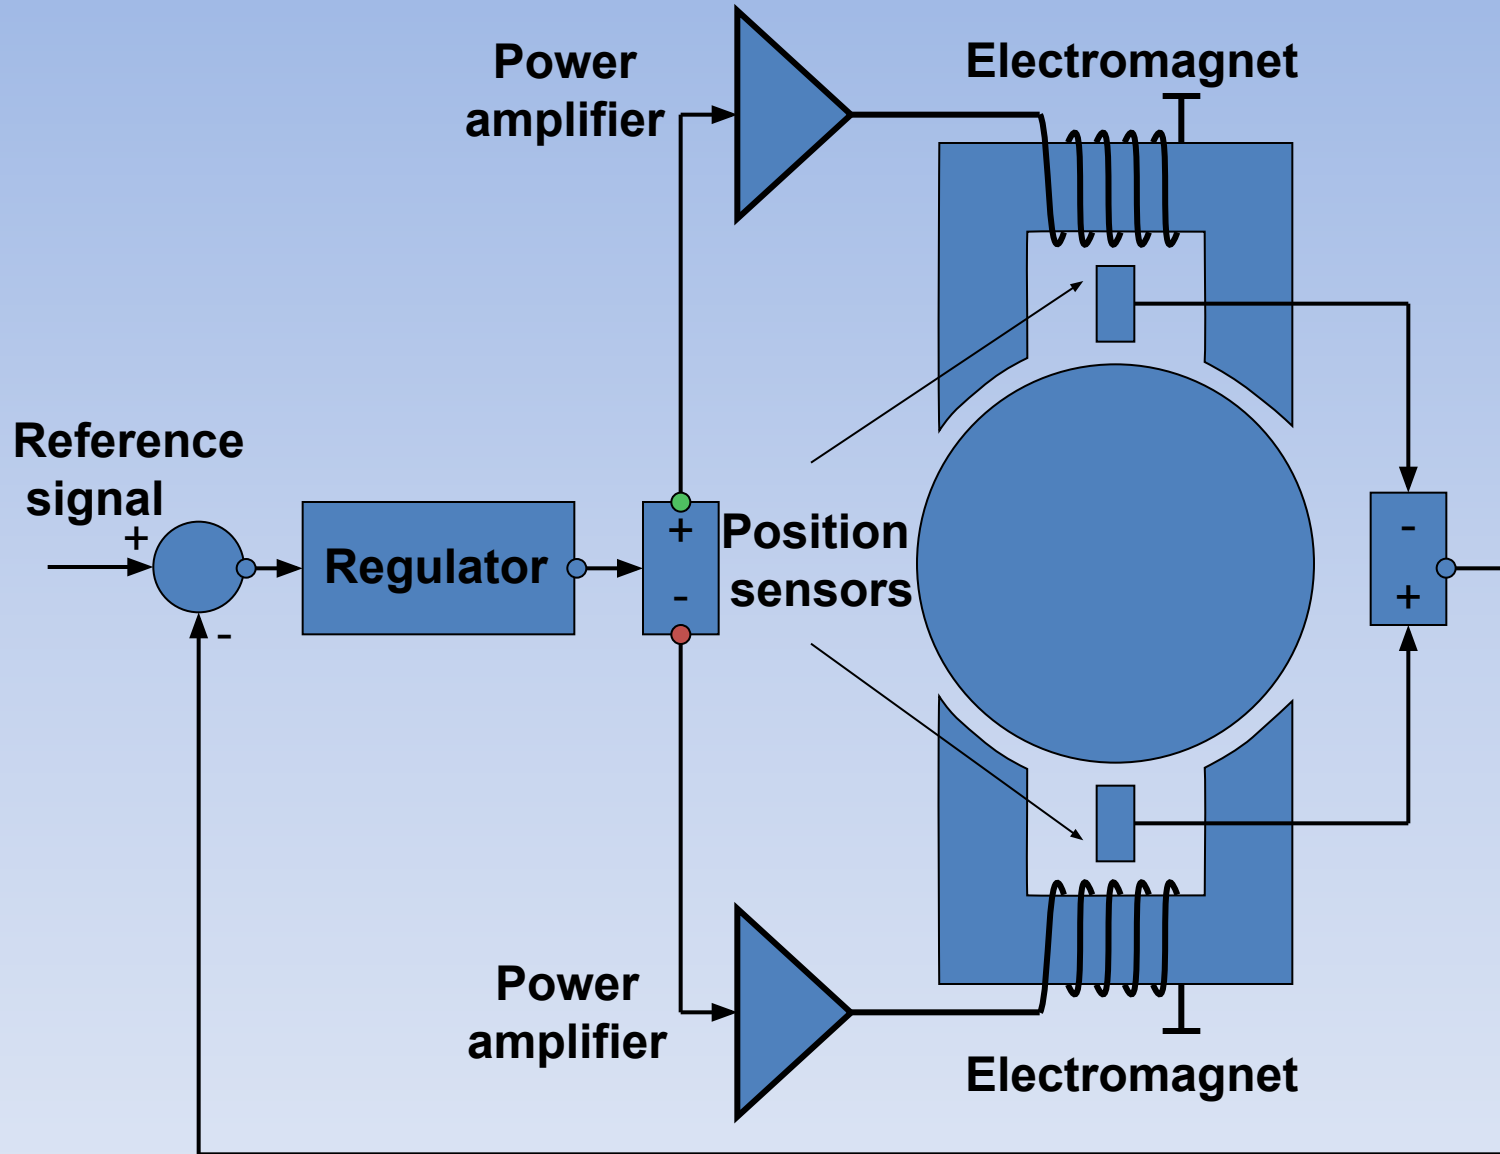 Power
amplifier
Electromagnet
Reference
signal
+
-
Regulator
+
-
Position
sensors
-
+
Power
amplifier
Electromagnet